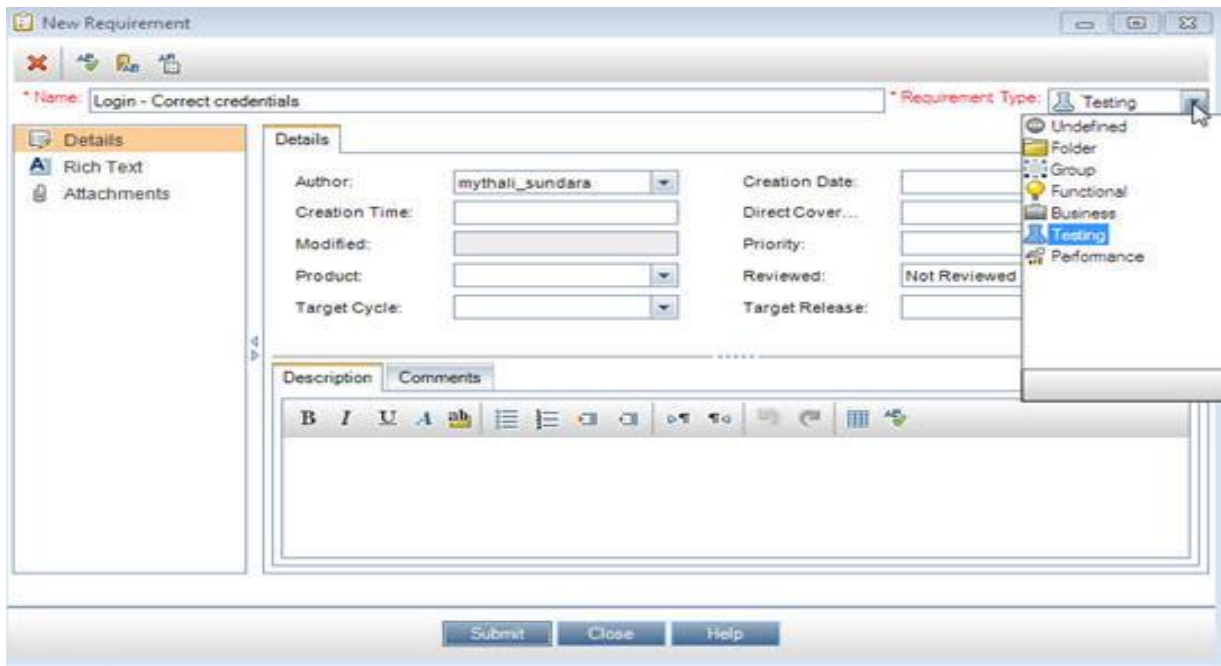 New Requirement
* Name: Login - Correct credentials
* Requirement Type: Testing
Undefined
Folder
Group
Functional
Business
Testing
Performance
Details
Rich Text
Attachments
Details
Author: mythali_sundara
Creation Date:
Creation Time:
Direct Cover...
Modified:
Priority:
Product:
Reviewed: Not Reviewed
Target Cycle:
Target Release:
Description Comments
B I U A ab
Submit Close Help